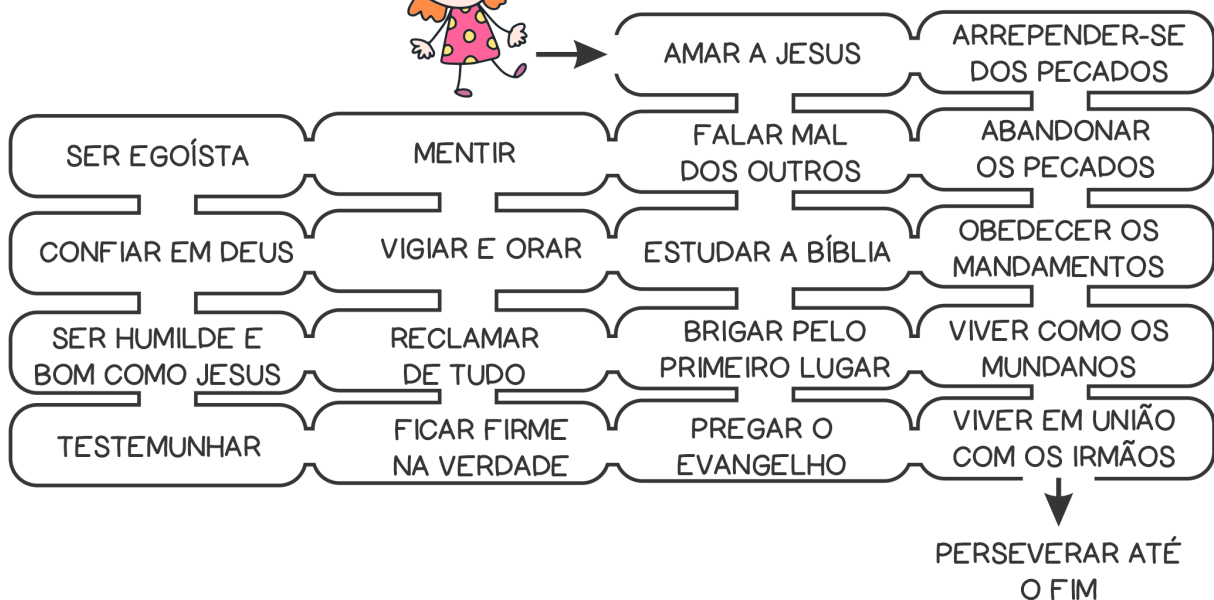 AMAR A JESUS
ARREPENDER-SE
DOS PECADOS
SER EGOÍSTA
MENTIR
FALAR MAL
DOS OUTROS
ABANDONAR
OS PECADOS
CONFIAR EM DEUS
VIGIAR E ORAR
ESTUDAR A BÍBLIA
OBEDECER OS
MANDAMENTOS
SER HUMILDE E
BOM COMO JESUS
RECLAMAR
DE TUDO
BRIGAR PELO
PRIMEIRO LUGAR
VIVER COMO OS
MUNDANOS
TESTEMUNHAR
FICAR FIRME
NA VERDADE
PREGAR O
EVANGELHO
VIVER EM UNIÃO
COM OS IRMÃOS
PERSEVERAR ATÉ
O FIM